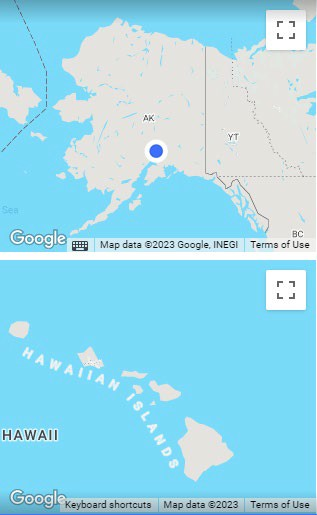 AK
YT
Sea
BC
Google
Map data ©2023 Google, INEGI
Terms of Use
HAWAIIAN ISLANDS
HAWAII
Google
Keyboard shortcuts
Map data ©2023
Terms of Use